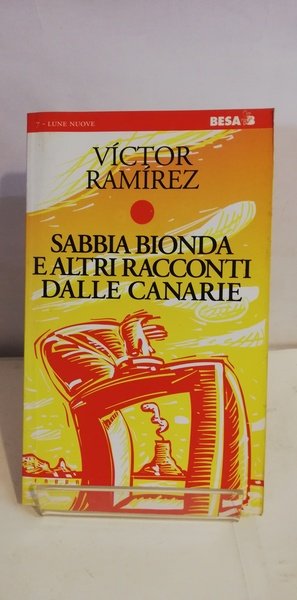 7 - LUNE NUOVE
BESA
VÍCTOR
RAMÍREZ
SABBIA BIONDA
E ALTRI RACCONTI
DALLE CANARIE